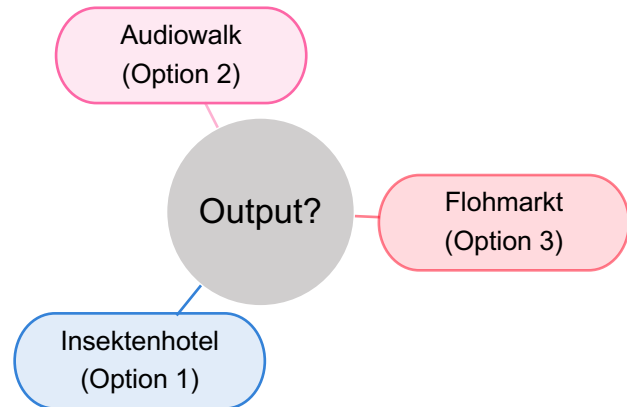 Audiowalk
(Option 2)
Output?
Flohmarkt
(Option 3)
Insektenhotel
(Option 1)